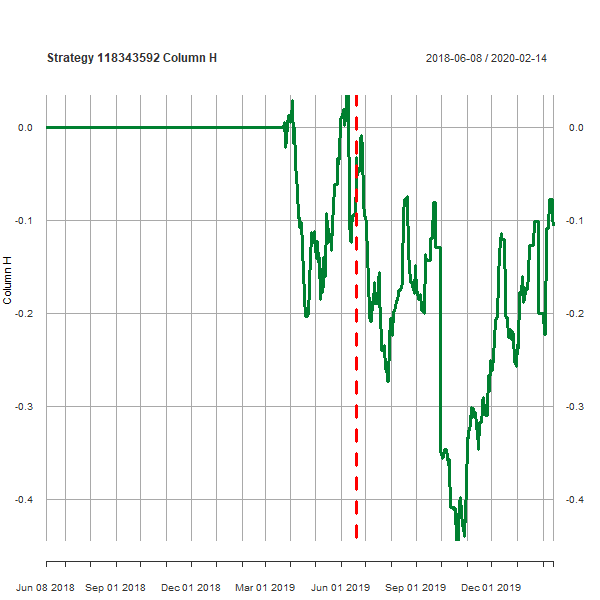 Strategy 118343592 Column H
2018-06-08 / 2020-02-14
0.0 0.0
-0.1 -0.1
-0.2 -0.2
-0.3 -0.3
-0.4 -0.4
Column H
Jun 08 2018 Sep 01 2018 Dec 01 2018 Mar 01 2019 Jun 01 2019 Sep 01 2019 Dec 01 2019